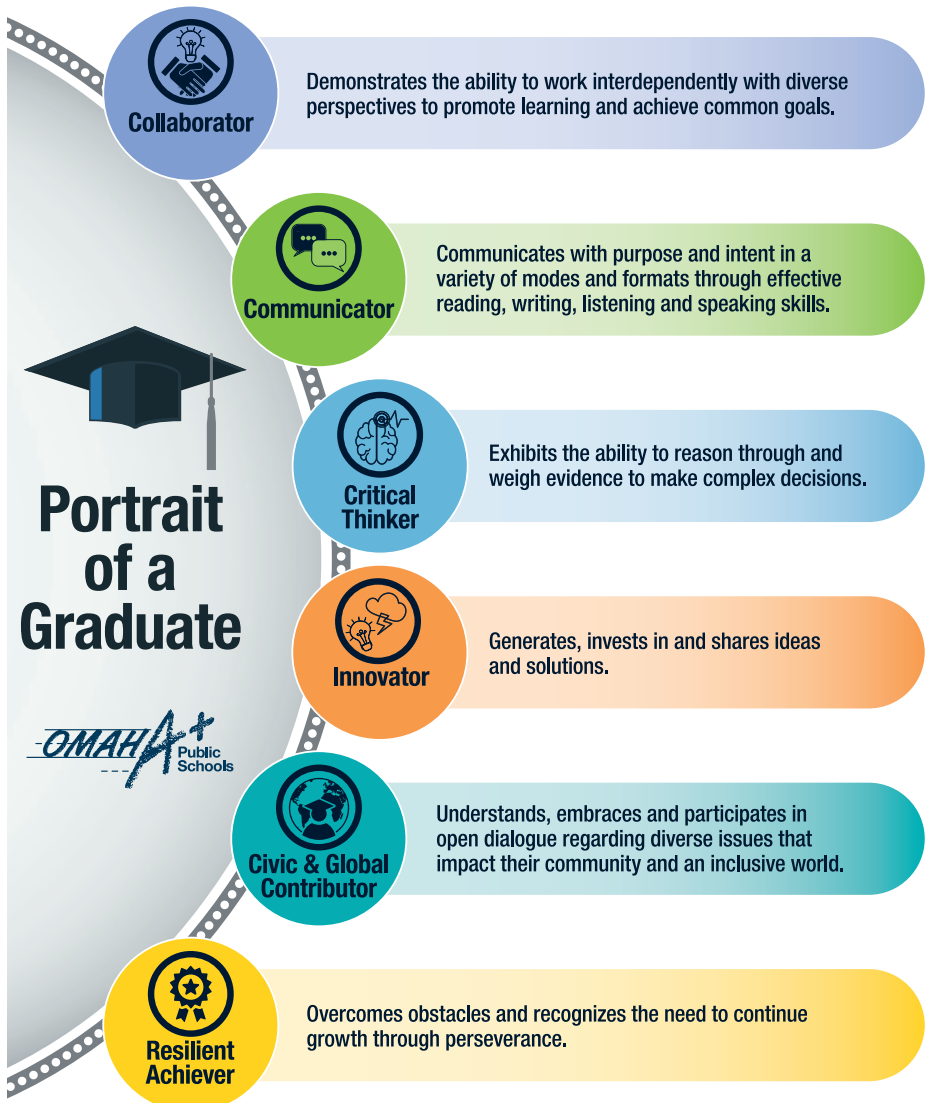 Collaborator
Demonstrates the ability to work interdependently with diverse
perspectives to promote learning and achieve common goals.
Communicator
Communicates with purpose and intent in a
variety of modes and formats through effective
reading, writing, listening and speaking skills.
Portrait
of a
Graduate
OMAHA+
Public
Schools
Critical
Thinker
Exhibits the ability to reason through and
weigh evidence to make complex decisions.
Innovator
Generates, invests in and shares ideas
and solutions.
Civic & Global
Contributor
Understands, embraces and participates in
open dialogue regarding diverse issues that
impact their community and an inclusive world.
Resilient
Achiever
Overcomes obstacles and recognizes the need to continue
growth through perseverance.